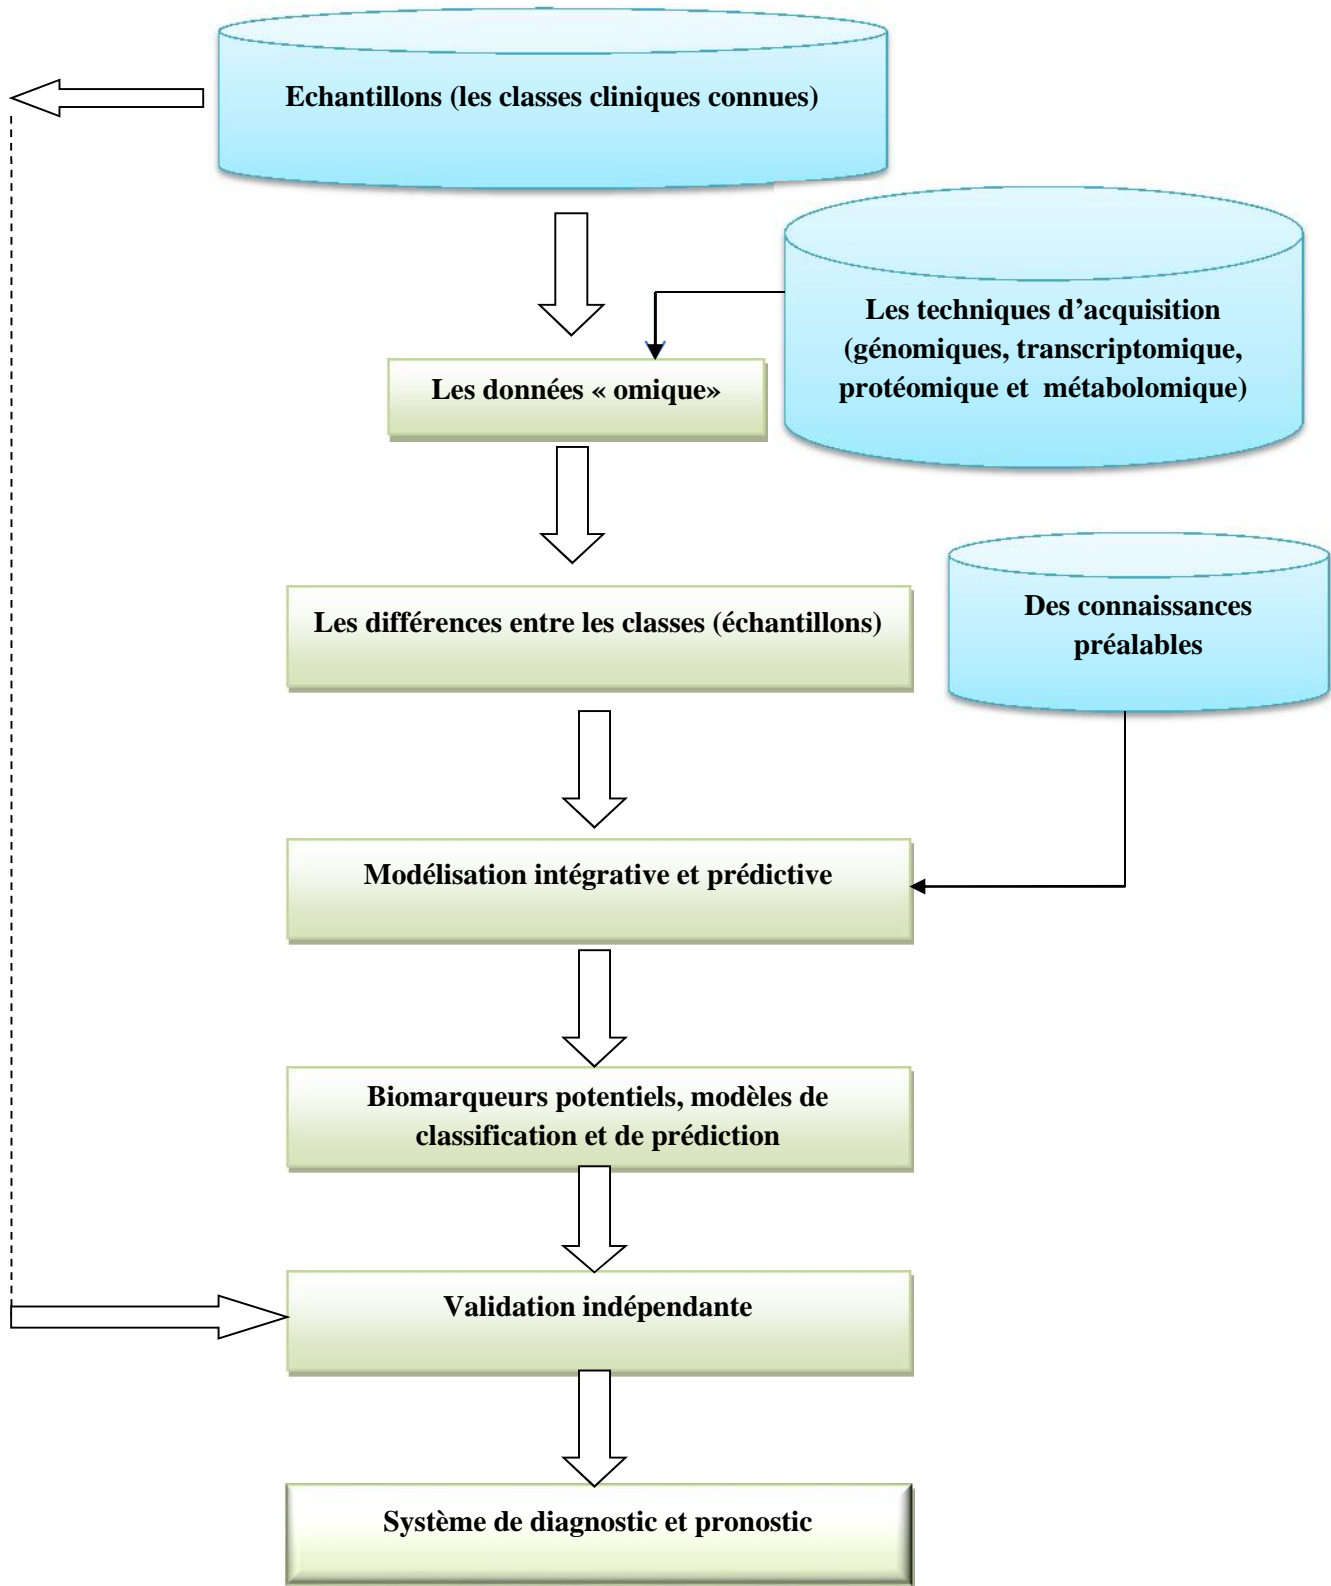 Echantillons (les classes cliniques connues)
Les techniques d’acquisition
(génomiques, transcriptomique,
protéomique et métabolomique)
Les données « omique»
Des connaissances
préalables
Les différences entre les classes (échantillons)
Modélisation intégrative et prédictive
Biomarqueurs potentiels, modèles de
classification et de prédiction
Validation indépendante
Système de diagnostic et pronostic